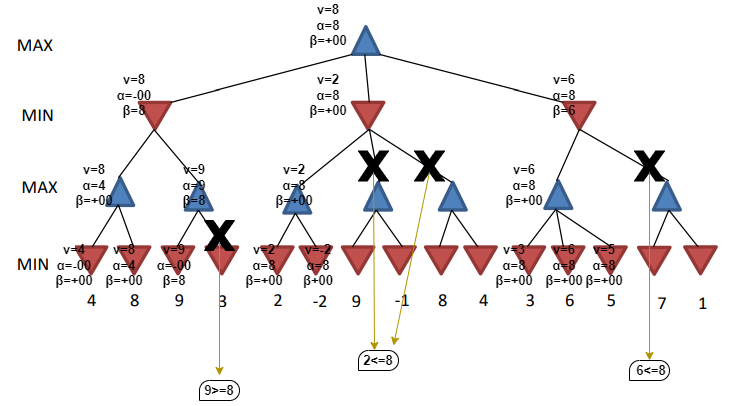 v=8
α=8
β=+00
MAX
v=8
α=-00
β=8
v=2
α=8
β=+00
v=6
α=8
β=6
MIN
v=8
α=4
β=+00
v=9
α=9
β=8
v=2
α=8
β=+00
v=6
α=8
β=+00
X
X
X
MAX
X
v=4
α=-00
β=+00
v=8
α=4
β=+00
v=9
α=-00
β=8
v=2
α=8
β=+00
v=-2
α=8
β=+00
v=3
α=8
β=+00
v=6
α=8
β=+00
v=5
α=8
β=+00
MIN
4 8 9 3 2 -2 9 -1 8 4 3 6 5 7 1
2<=8
6<=8
9>=8